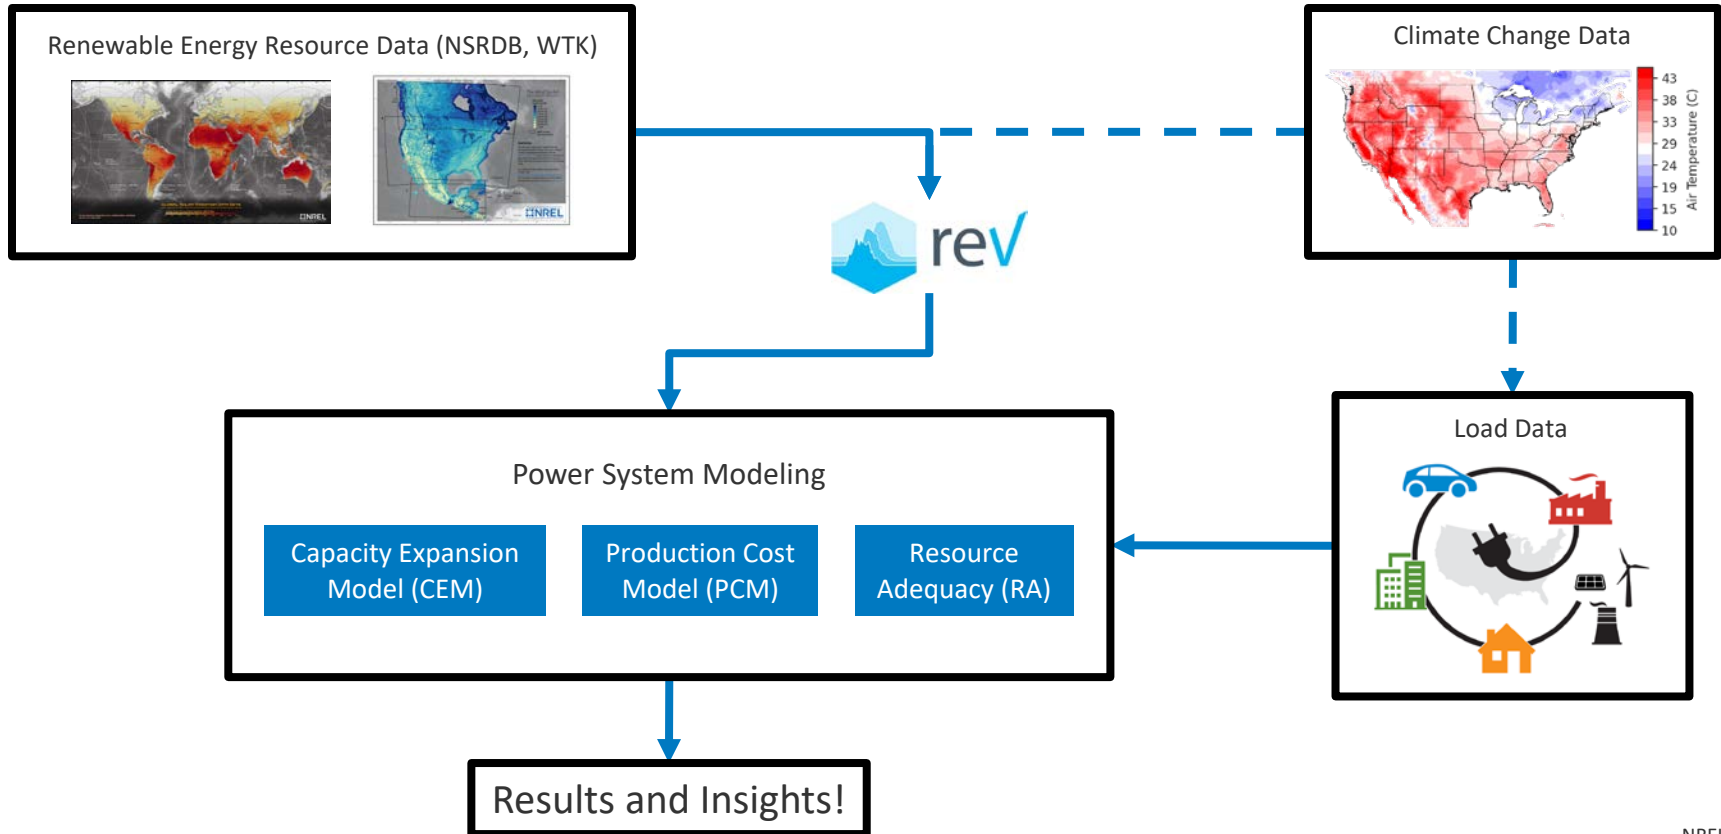 Renewable Energy Resource Data (NSRDB, WTK)
NREL
NREL
Climate Change Data
43
38
33
29
24
19
15
10
Air Temperature (C)
reV
Power System Modeling
Capacity Expansion
Model (CEM)
Production Cost
Model (PCM)
Resource
Adequacy (RA)
Load Data
Results and Insights!